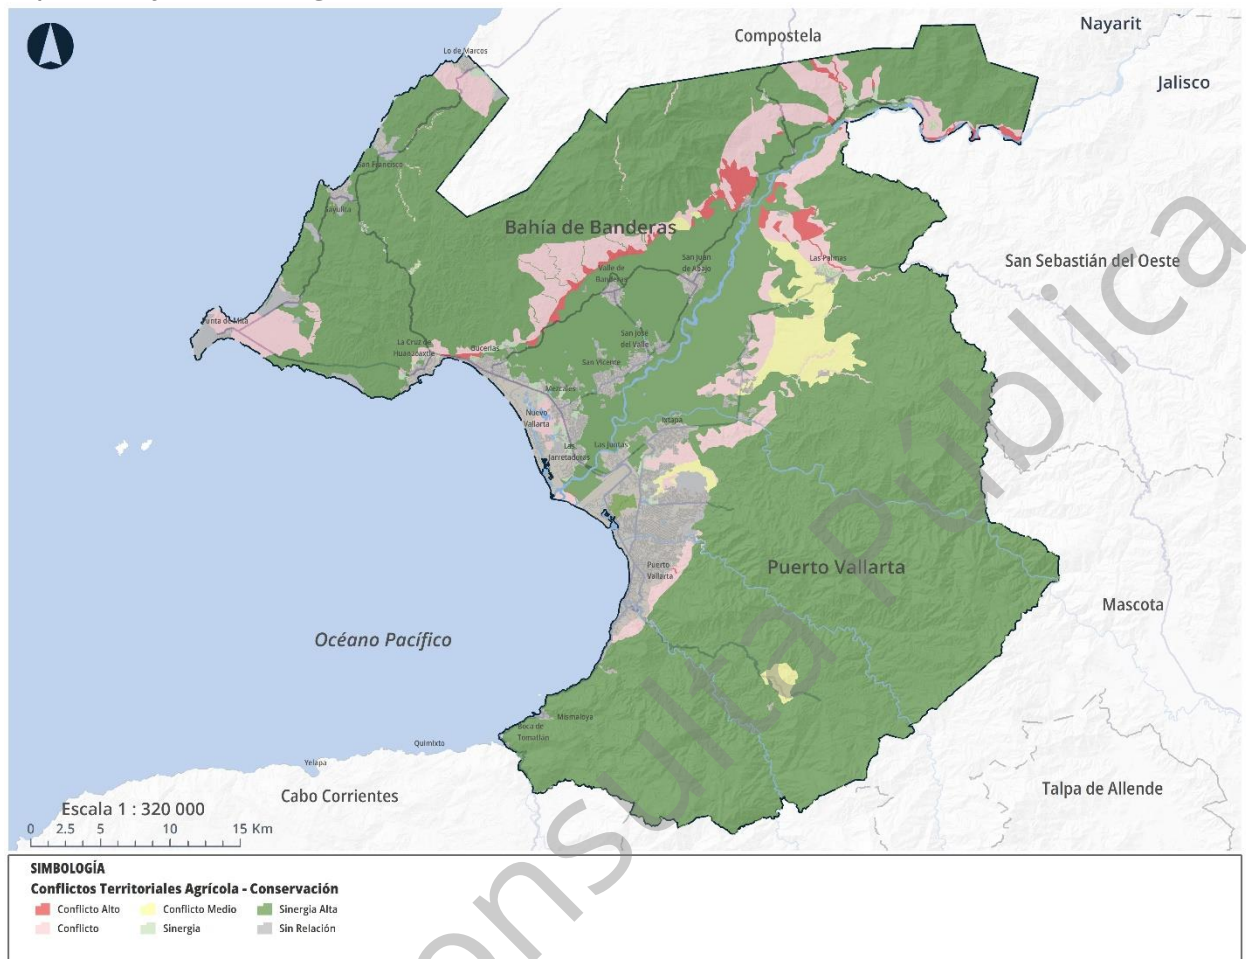 Nayarit
Compostela
Lo de Marcos
Jalisco
San Francisco
Sayulita
Bahía de Banderas
San Sebastián del Oeste
Las Palmas
San Juan
de Abajo
Valle de
Banderas
Punta de Mita
La Cruz de
Huanacaxtle
Bucerías
San José
del Valle
San Vicente
Mezcales
Nuevo
Vallarta
Ixtapa
Las Juntas
Las
Jarretaderas
Puerto
Vallarta
Puerto Vallarta
Mascota
Océano Pacífico
Mismaloya
Boca de
Tomatlán
Quimixto
Yelapa
Cabo Corrientes
Talpa de Allende
Escala 1 : 320 000
0 2.5 5 10 15 Km
Consulta Pública
SIMBOLOGÍA
Conflictos Territoriales Agrícola - Conservación
Conflicto Alto Conflicto Medio Sinergia Alta
Conflicto Sinergia Sin Relación